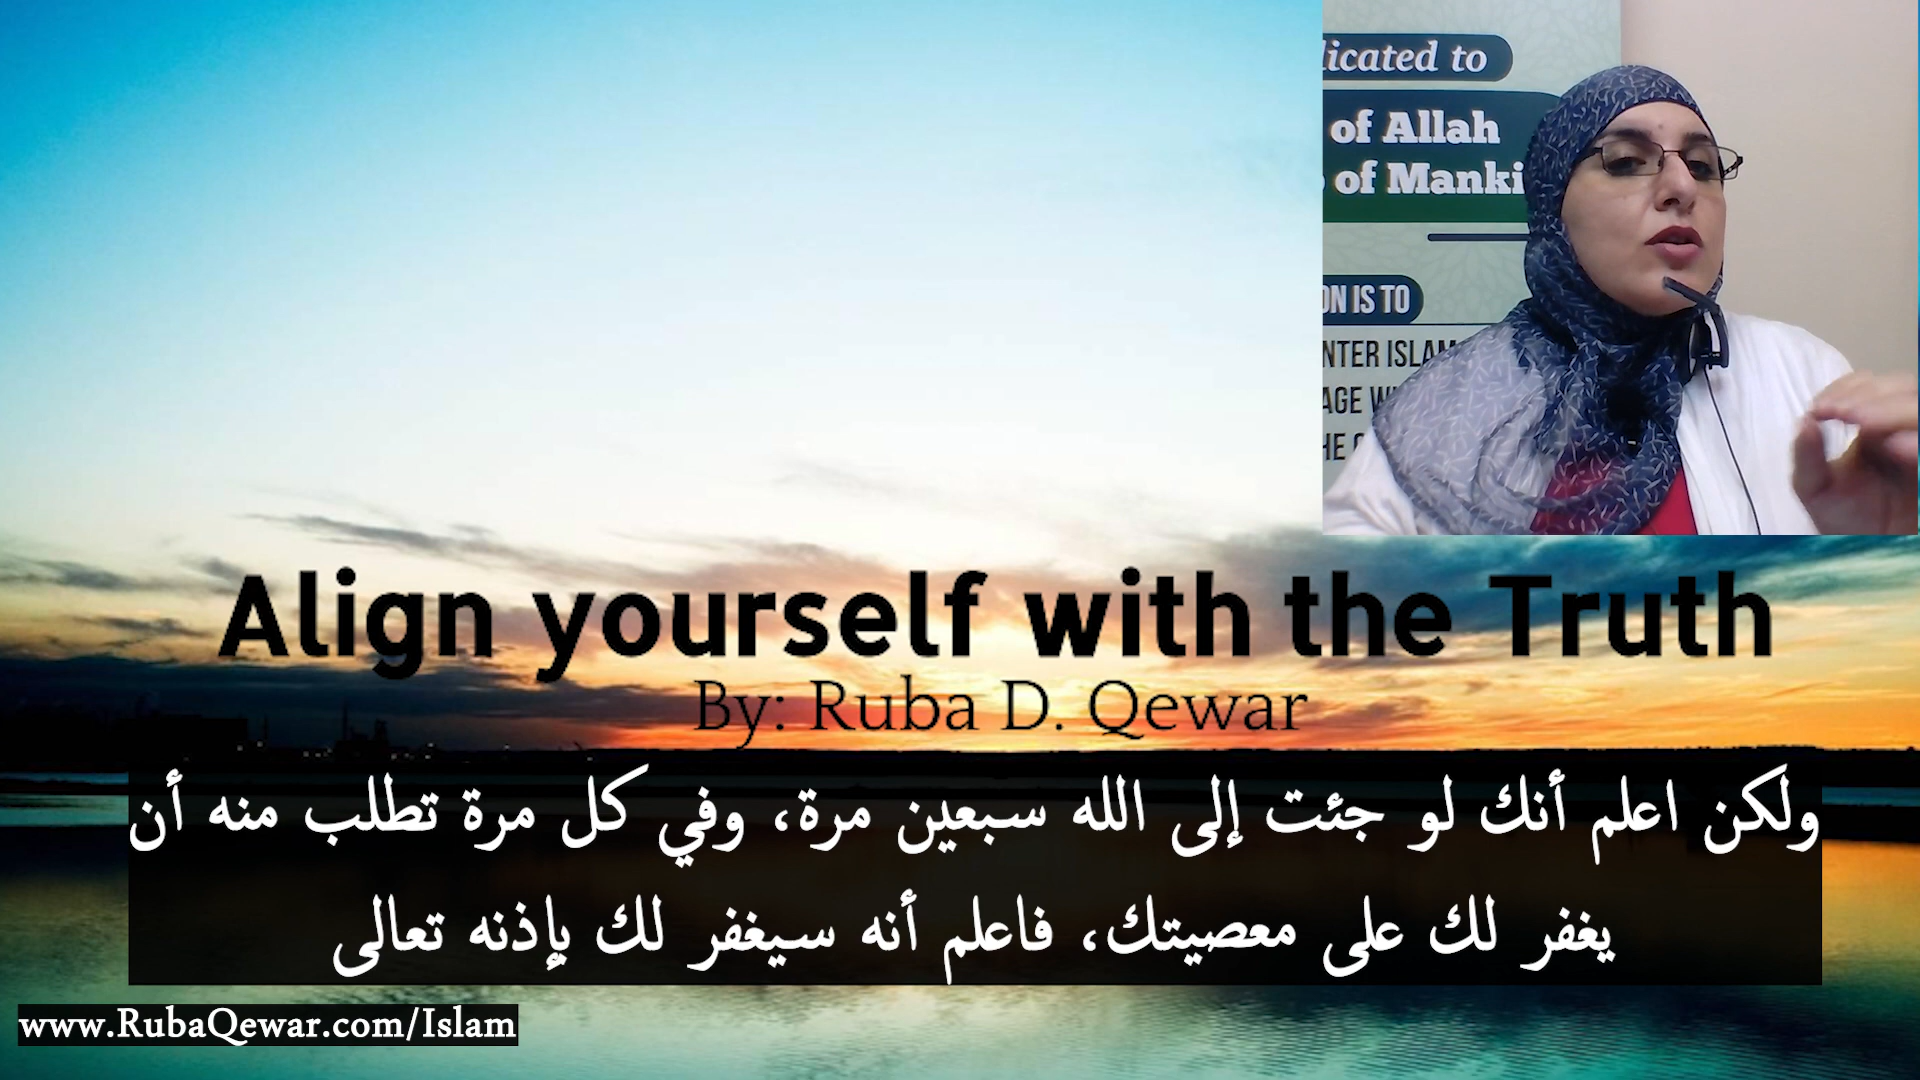 licated to
of Allah
of Manki
ON IS TO
NTER ISLAM
AGE W
HE
Align yourself with the Truth
By: Ruba D. Qewar
ولكن اعلم أنك لو جئت إلى الله سبعين مرة، وفي كل مرة تطلب منه أن
يغفر لك على معصيتك، فاعلم أنه سيغفر لك بإذنه تعالى
www.RubaQewar.com/Islam